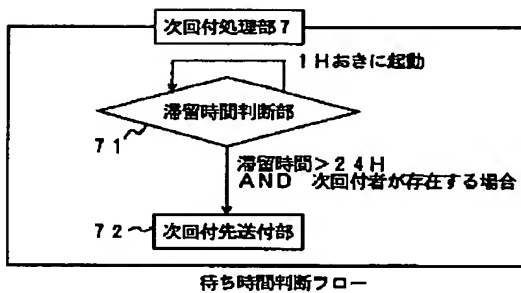 次回付処理部7
1Hおきに起動
滞留時間判断部
71
滞留時間＞24H
AND 次回付者が存在する場合
72
次回付先送付部
待ち時間判断フロー